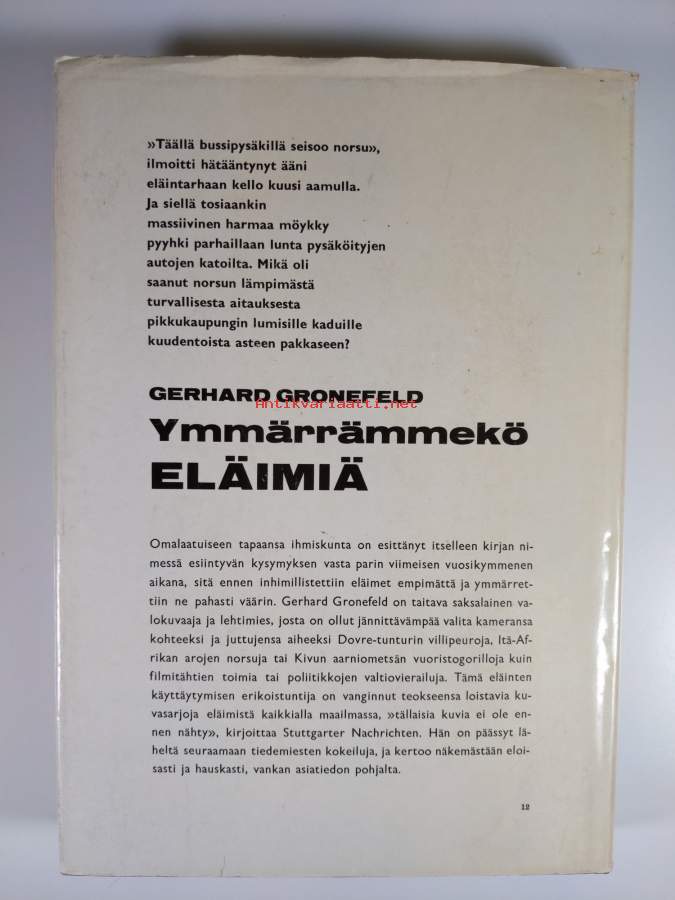 »Täällä bussipysäkillä seisoo norsu»,
ilmoitti hätääntynyt ääni
eläintarhaan kello kuusi aamulla.
Ja siellä tosiaankin
massiivinen harmaa möykky
pyyhki parhaillaan lunta pysäköityjen
autojen katoilta. Mikä oli
saanut norsun lämpimästä
turvallisesta aitauksesta
pikkukaupungin lumisille kaduille
kuudentoista asteen pakkaseen?
GERHARD GRONEFELD
Antikvariaatti.net
Ymmärrämmekö
ELÄIMIÄ
Omalaatuiseen tapaansa ihmiskunta on esittänyt itselleen kirjan ni-
messä esiintyvän kysymyksen vasta parin viimeisen vuosikymmenen
aikana, sitä ennen inhimillistettiin eläimet empimättä ja ymmärret-
tiin ne pahasti väärin. Gerhard Gronefeld on taitava saksalainen va-
lokuvaaja ja lehtimies, josta on ollut jännittävämpää valita kameransa
kohteeksi ja juttujensa aiheeksi Dovre-tunturin villipeuroja, Itä-Af-
rikan arojen norsuja tai Kivun aarniometsän vuoristogorilloja kuin
filmitähtien toimia tai poliitikkojen valtiovierailuja. Tämä eläinten
käyttäytymisen erikoistuntija on vanginnut teokseensa loistavia ku-
vasarjoja eläimistä kaikkialla maailmassa, »tällaisia kuvia ei ole en-
nen nähty», kirjoittaa Stuttgarter Nachrichten. Hän on päässyt lä-
heltä seuraamaan tiedemiesten kokeiluja, ja kertoo näkemästään eloi-
sasti ja hauskasti, vankan asiatiedon pohjalta.
12